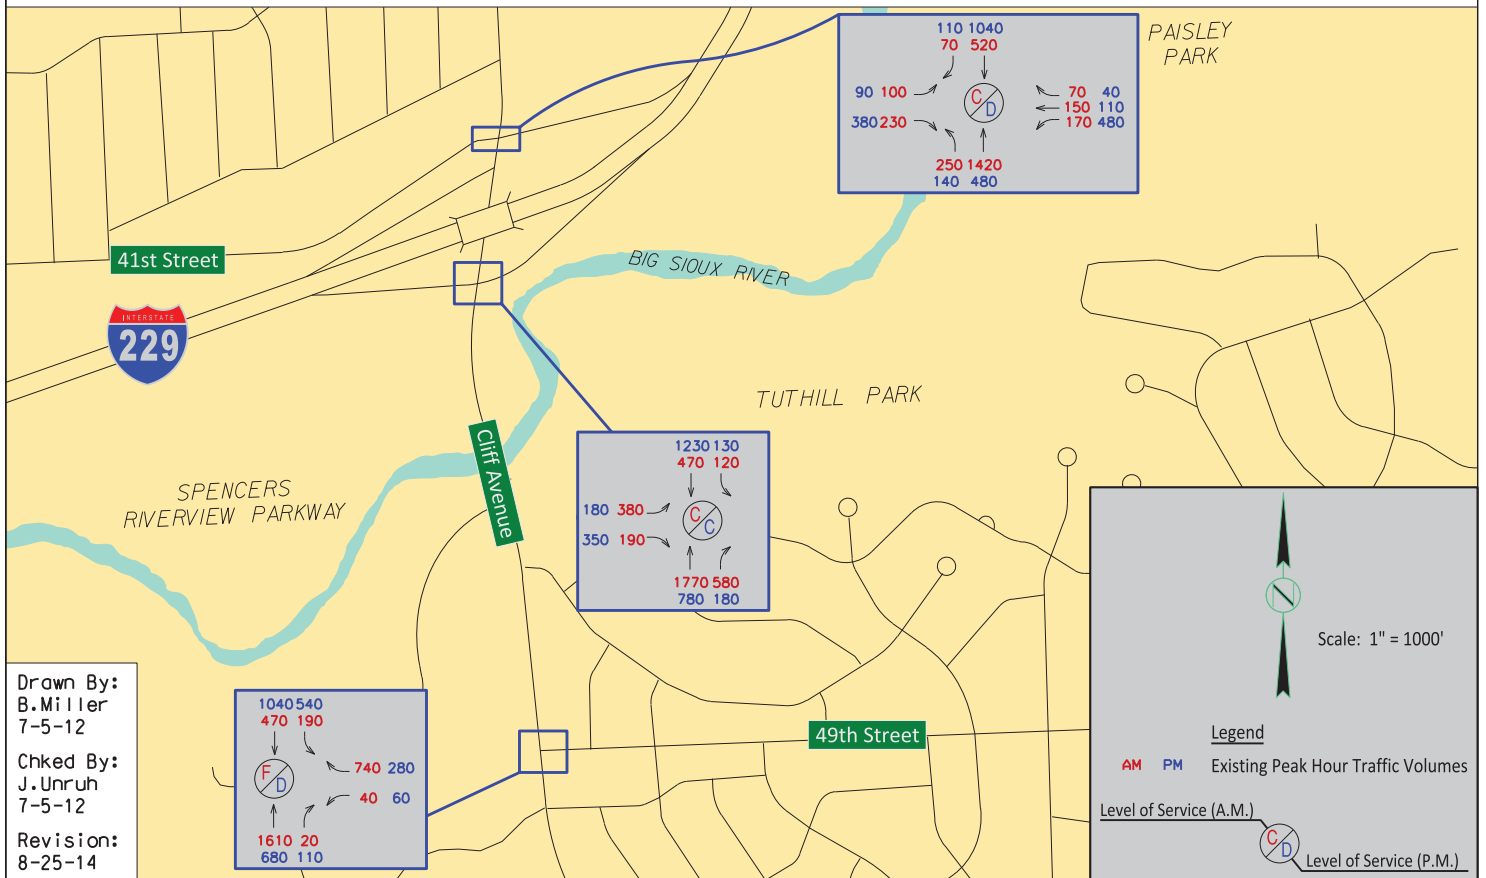 110 1040
70 520
90 100
C
D
70 40
150 110
380 230
170 480
250 1420
140 480
PAISLEY
PARK
41st Street
BIG SIOUX RIVER
INTERSTATE
229
TUTHILL PARK
Cliff Avenue
1230 130
470 120
180 380
C
C
350 190
1770 580
780 180
SPENCERS
RIVERVIEW PARKWAY
N
Scale: 1" = 1000'
Drawn By:
B.Miller
7-5-12
Chked By:
J.Unruh
7-5-12
Revision:
8-25-14
1040 540
470 190
F
D
740 280
40 60
1610 20
680 110
49th Street
Legend
AM PM Existing Peak Hour Traffic Volumes
Level of Service (A.M.)
C
D
Level of Service (P.M.)